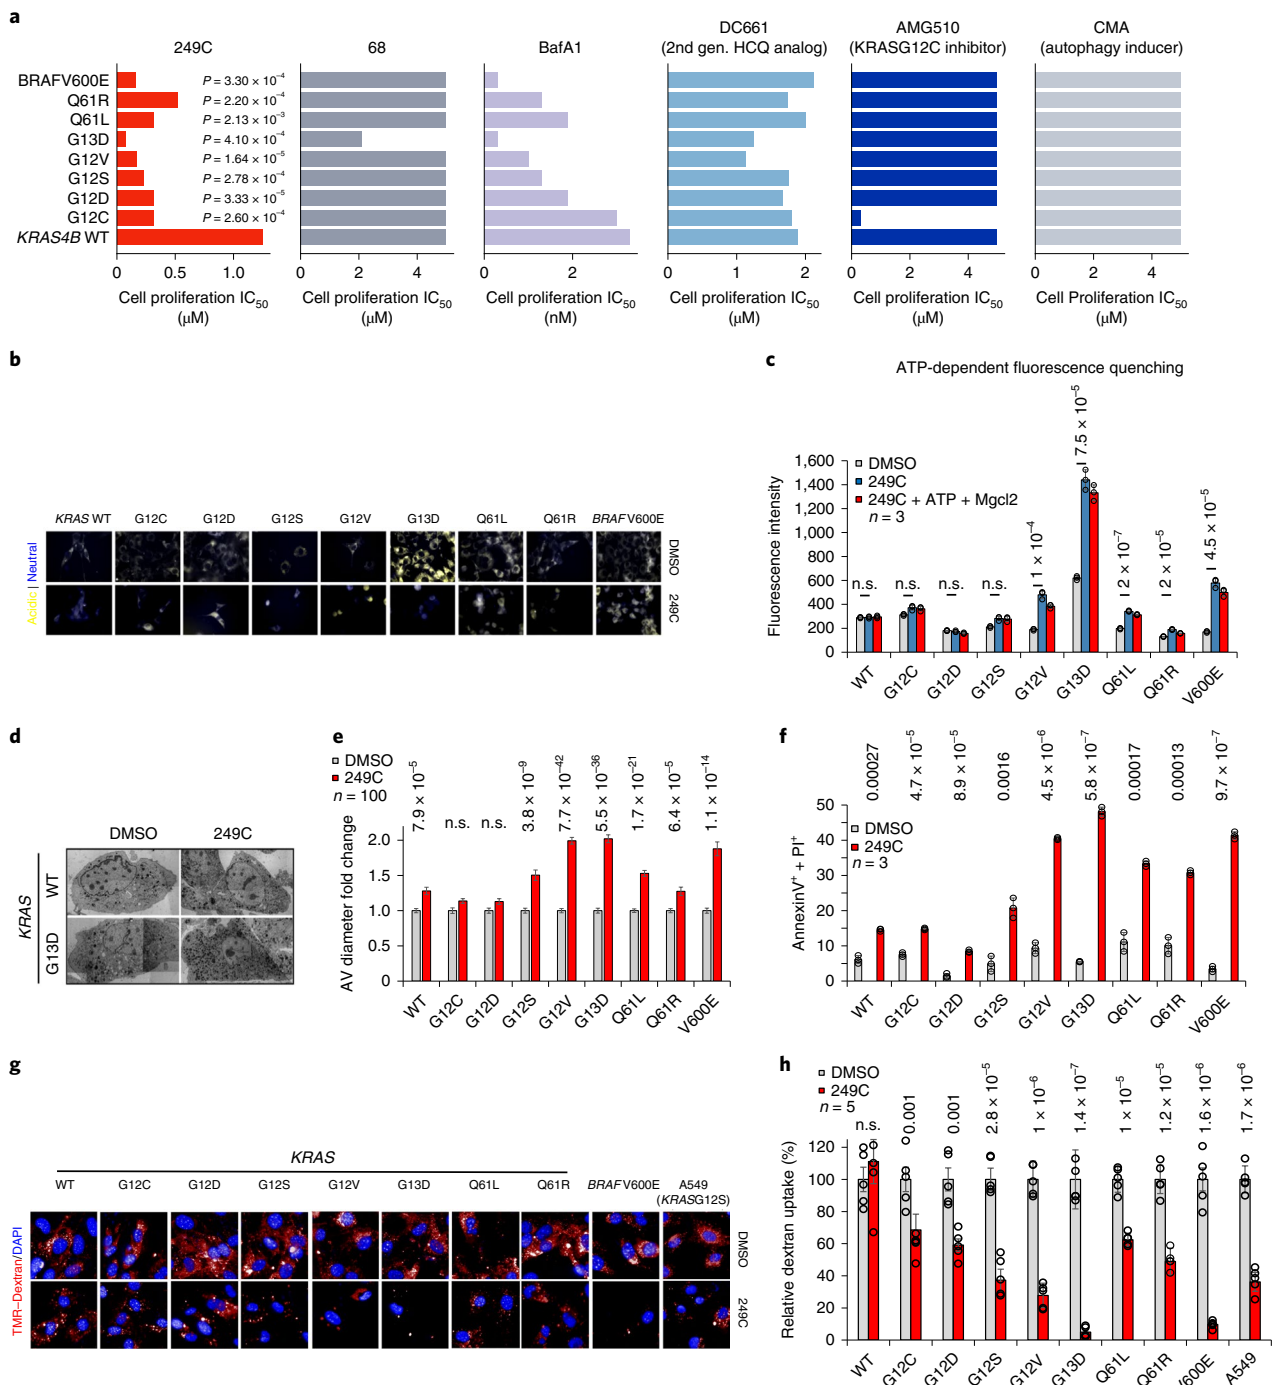 a
249C
68
BafA1
DC661
(2nd gen. HCQ analog)
AMG510
(KRASG12C inhibitor)
CMA
(autophagy inducer)
BRAFV600E
Q61R
Q61L
G13D
G12V
G12S
G12D
G12C
KRAS4B WT
P = 3.30 × 10⁻⁴
P = 2.20 × 10⁻⁴
P = 2.13 × 10⁻³
P = 4.10 × 10⁻⁴
P = 1.64 × 10⁻⁵
P = 2.78 × 10⁻⁴
P = 3.33 × 10⁻⁵
P = 2.60 × 10⁻⁴
0 0.5 1.0
Cell proliferation IC₅₀
(μM)
0 2 4
Cell proliferation IC₅₀
(μM)
0 2
Cell proliferation IC₅₀
(nM)
0 1 2
Cell proliferation IC₅₀
(μM)
0 2 4
Cell proliferation IC₅₀
(μM)
0 2 4
Cell Proliferation IC₅₀
(μM)
b
KRAS WT G12C G12D G12S G12V G13D Q61L Q61R BRAF V600E
Acidic | Neutral
DMSO
249C
c
ATP-dependent fluorescence quenching
DMSO
249C
249C + ATP + Mgcl2
n = 3
Fluorescence intensity
1,600
1,400
1,200
1,000
800
600
400
200
0
n.s. n.s. n.s. n.s. 1 × 10⁻⁴ 7.5 × 10⁻⁵ 2 × 10⁻⁷ 2 × 10⁻⁵ 4.5 × 10⁻⁵
WT G12C G12D G12S G12V G13D Q61L Q61R V600E
d
DMSO 249C
KRAS
WT
G13D
e
DMSO
249C
n = 100
7.9 × 10⁻⁵ n.s. n.s. 3.8 × 10⁻⁹ 7.7 × 10⁻⁴² 5.5 × 10⁻³⁶ 1.7 × 10⁻²¹ 6.4 × 10⁻⁵ 1.1 × 10⁻¹⁴
AV diameter fold change
2.0
1.5
1.0
0.5
0
WT G12C G12D G12S G12V G13D Q61L Q61R V600E
f
0.00027 4.7 × 10⁻⁵ 8.9 × 10⁻⁵ 0.0016 4.5 × 10⁻⁶ 5.8 × 10⁻⁷ 0.00017 0.00013 9.7 × 10⁻⁷
DMSO
249C
n = 3
AnnexinV⁺ + PI⁺
50
40
30
20
10
0
WT G12C G12D G12S G12V G13D Q61L Q61R V600E
g
KRAS
WT G12C G12D G12S G12V G13D Q61L Q61R BRAF V600E A549
(KRASG12S)
TMR–Dextran/DAPI
DMSO
249C
h
DMSO
249C
n = 5
n.s. 0.001 0.001 2.8 × 10⁻⁵ 1 × 10⁻⁶ 1.4 × 10⁻⁷ 1 × 10⁻⁵ 1.2 × 10⁻⁵ 1.6 × 10⁻⁶ 1.7 × 10⁻⁶
Relative dextran uptake (%)
120
100
80
60
40
20
0
WT G12C G12D G12S G12V G13D Q61L Q61R V600E A549